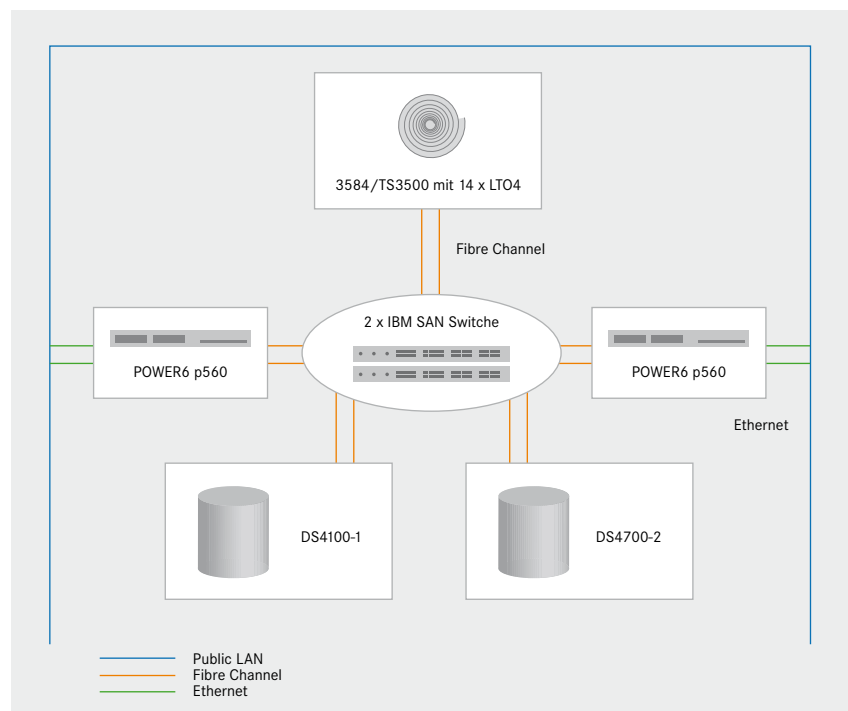 3584/TS3500 mit 14 x LTO4
Fibre Channel
2 x IBM SAN Switche
POWER6 p560
POWER6 p560
Ethernet
DS4100-1
DS4700-2
Public LAN
Fibre Channel
Ethernet